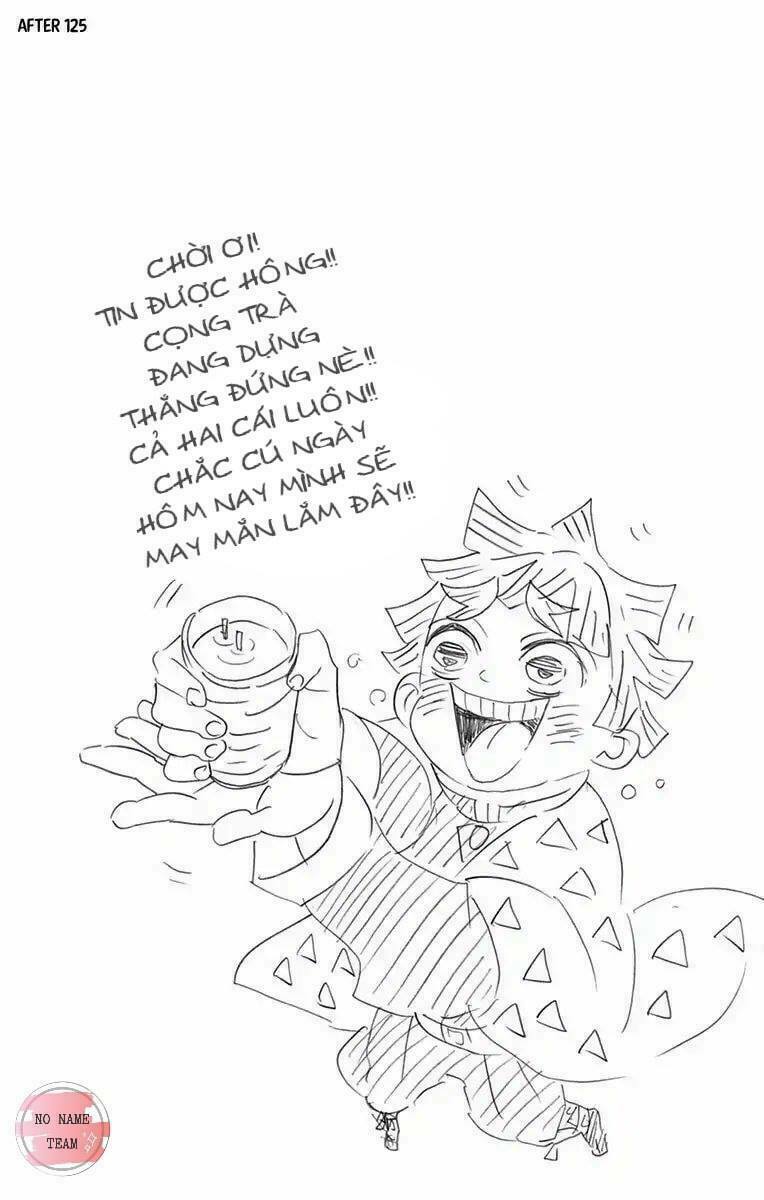 AFTER 125
CHỜI ƠI!
TIN ĐƯỢC HÔNG!!
CỌNG TRÀ
ĐANG DỰNG
THẲNG ĐỨNG NÈ!!
CẢ HAI CÁI LUÔN!!
CHẮC CÚ NGÀY
HÔM NAY MÌNH SẼ
MAY MẮN LẮM ĐÂY!!
NO NAME
TEAM